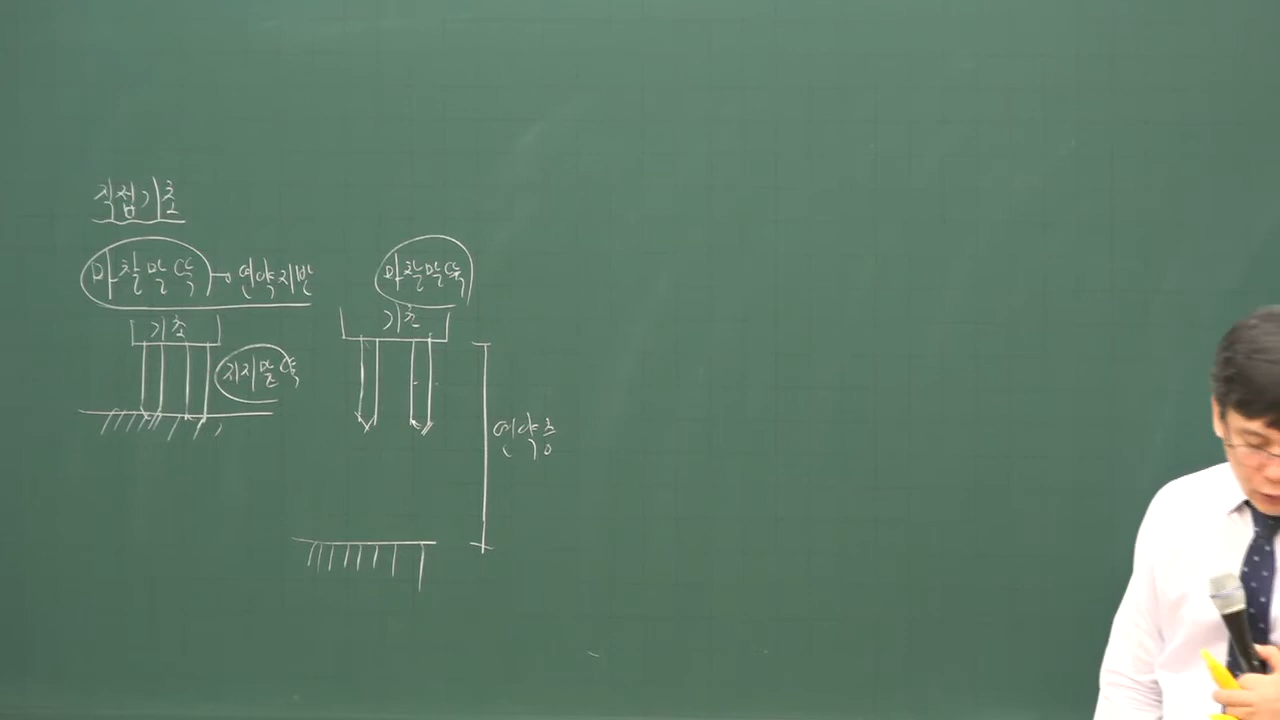 직접기초
마찰말뚝 → 연약지반
기초
지지말뚝
마찰말뚝
기초
연약층